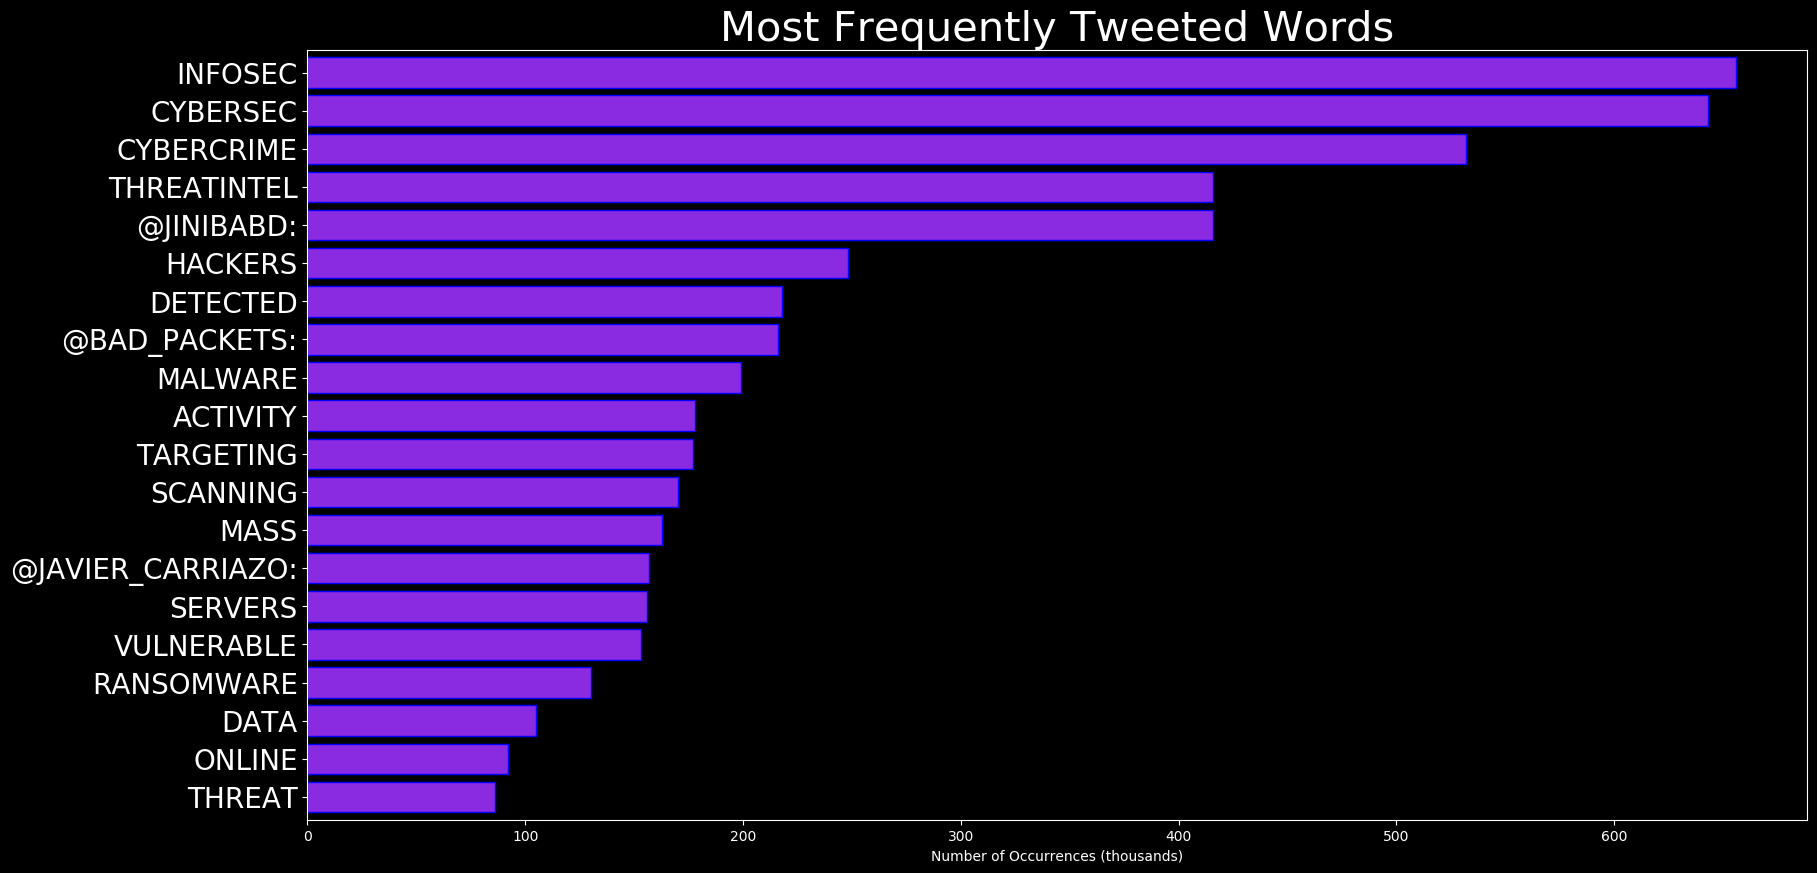 Most Frequently Tweeted Words
INFOSEC
CYBERSEC
CYBERCRIME
THREATINTEL
@JINIBABD:
HACKERS
DETECTED
@BAD_PACKETS:
MALWARE
ACTIVITY
TARGETING
SCANNING
MASS
@JAVIER_CARRIAZO:
SERVERS
VULNERABLE
RANSOMWARE
DATA
ONLINE
THREAT
0 100 200 300 400 500 600
Number of Occurrences (thousands)